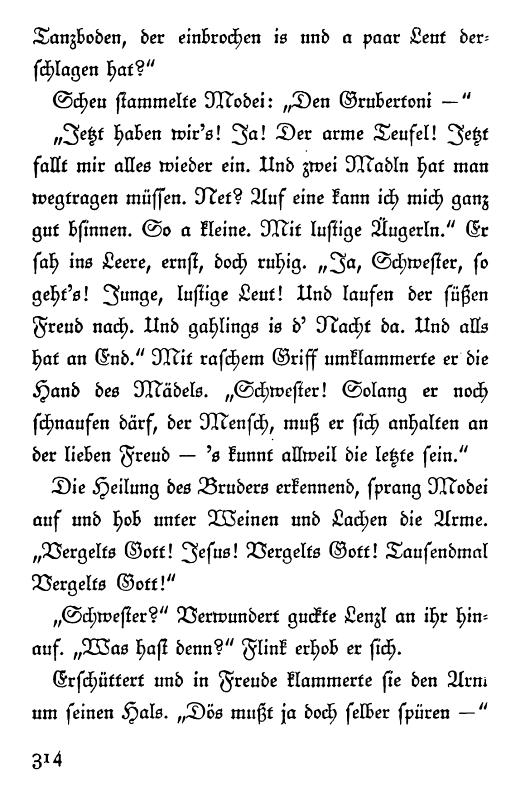 Tanzboden, der einbrochen is und a paar Leut der-
schlagen hat?"
Scheu stammelte Modei: „Den Grubertoni —"
„Jetzt haben wir's! Ja! Der arme Teufel! Jetzt
fallt mir alles wieder ein. Und zwei Madln hat man
wegtragen müssen. Net? Auf eine kann ich mich ganz
gut bsinnen. So a kleine. Mit lustige Äugerln." Er
sah ins Leere, ernst, doch ruhig. „Ja, Schwester, so
geht's! Junge, lustige Leut! Und laufen der süßen
Freud nach. Und gahlings is d' Nacht da. Und alls
hat an End." Mit raschem Griff umklammerte er die
Hand des Mädels. „Schwester! Solang er noch
schnaufen därf, der Mensch, muß er sich anhalten an
der lieben Freud — 's kunnt allweil die letzte sein."
Die Heilung des Bruders erkennend, sprang Modei
auf und hob unter Weinen und Lachen die Arme.
„Vergelts Gott! Jesus! Vergelts Gott! Tausendmal
Vergelts Gott!"
„Schwester?" Verwundert guckte Lenzl an ihr hin-
auf. „Was hast denn?" Flink erhob er sich.
Erschüttert und in Freude klammerte sie den Arm
um seinen Hals. „Dös mußt ja doch selber spüren —"
314